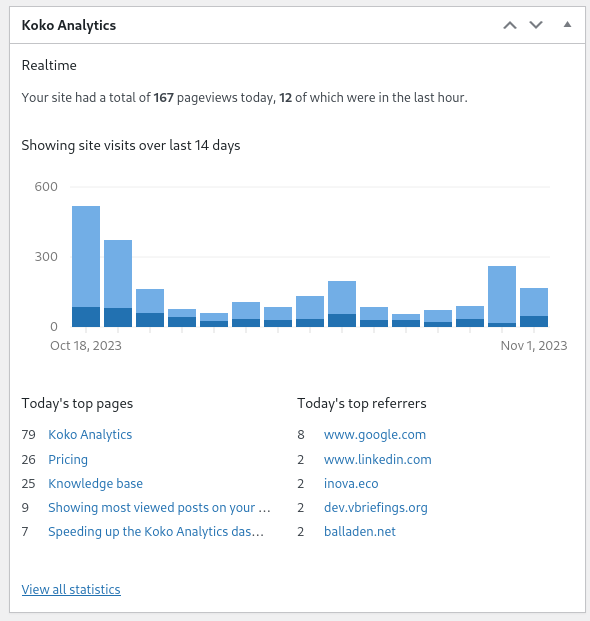 Koko Analytics
Realtime
Your site had a total of 167 pageviews today, 12 of which were in the last hour.
Showing site visits over last 14 days
600
300
0
Oct 18, 2023 Nov 1, 2023
Today's top pages
79 Koko Analytics
26 Pricing
25 Knowledge base
9 Showing most viewed posts on your …
7 Speeding up the Koko Analytics das…
Today's top referrers
8 www.google.com
2 www.linkedin.com
2 inova.eco
2 dev.vbriefings.org
2 balladen.net
View all statistics